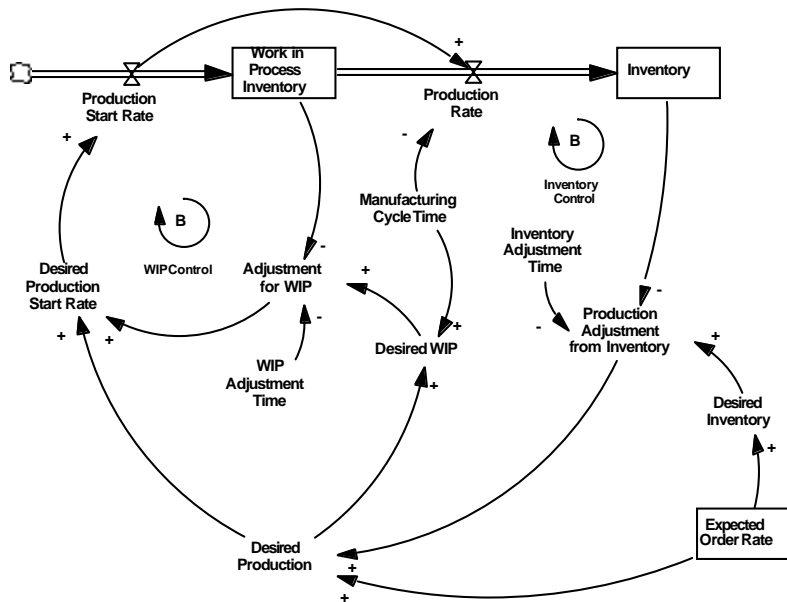 +
Work in
Process
Inventory
Inventory
Production
Start Rate
Production
Rate
+
-
B
Inventory
Control
B
WIPControl
Manufacturing
CycleTime
Inventory
Adjustment
Time
-
Adjustment
for WIP
+
Desired
Production
Start Rate
-
Production
Adjustment
from Inventory
-
+
+
-
+
Desired WIP
+
WIP
Adjustment
Time
+
Desired
Inventory
+
Expected
Order Rate
Desired
Production
+
+